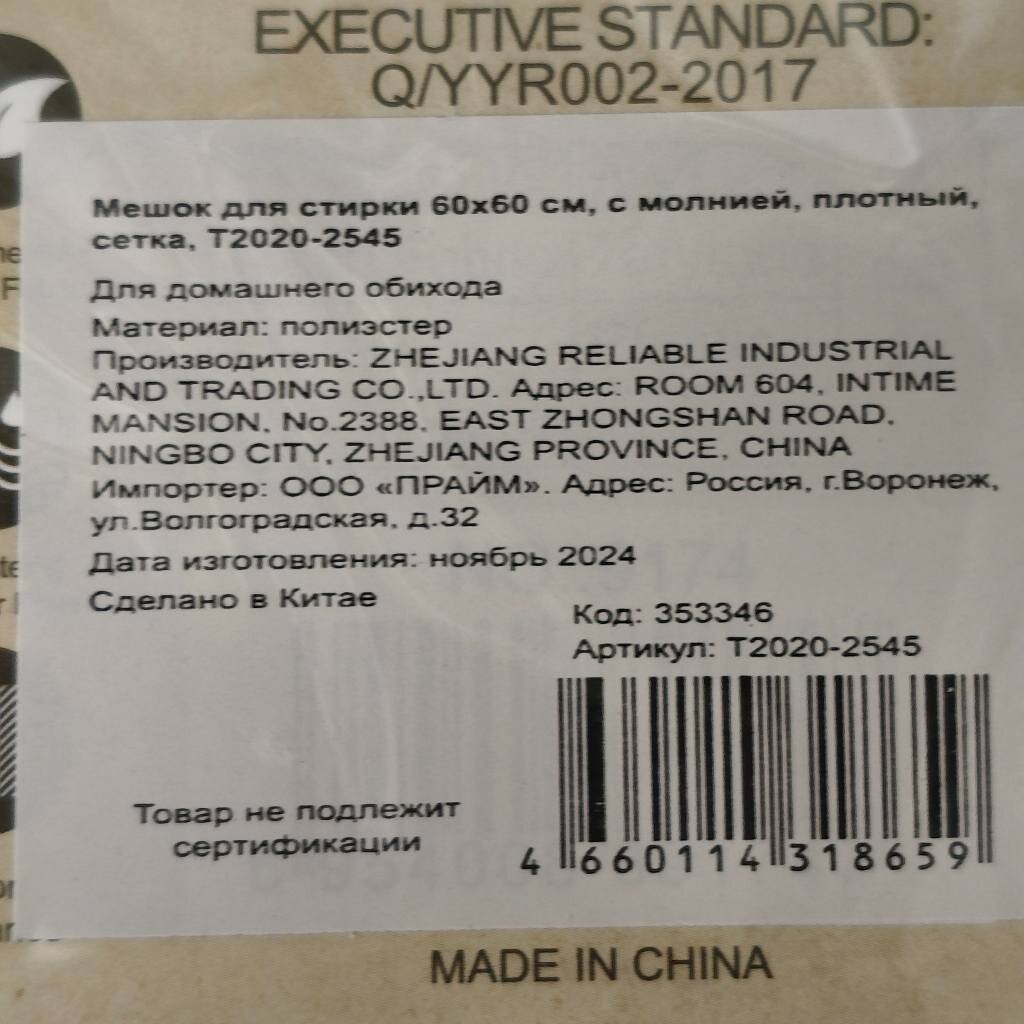 EXECUTIVE STANDARD:
Q/YYR002-2017
Мешок для стирки 60х60 см, с молнией, плотный,
сетка, Т2020-2545
Для домашнего обихода
Материал: полиэстер
Производитель: ZHEJIANG RELIABLE INDUSTRIAL
AND TRADING CO.,LTD. Адрес: ROOM 604, INTIME
MANSION, No.2388, EAST ZHONGSHAN ROAD,
NINGBO CITY, ZHEJIANG PROVINCE, CHINA
Импортер: ООО «ПРАЙМ». Адрес: Россия, г.Воронеж,
ул.Волгоградская, д.32
Дата изготовления: ноябрь 2024
Сделано в Китае
Код: 353346
Артикул: Т2020-2545
Товар не подлежит
сертификации
4 660114 318659
MADE IN CHINA